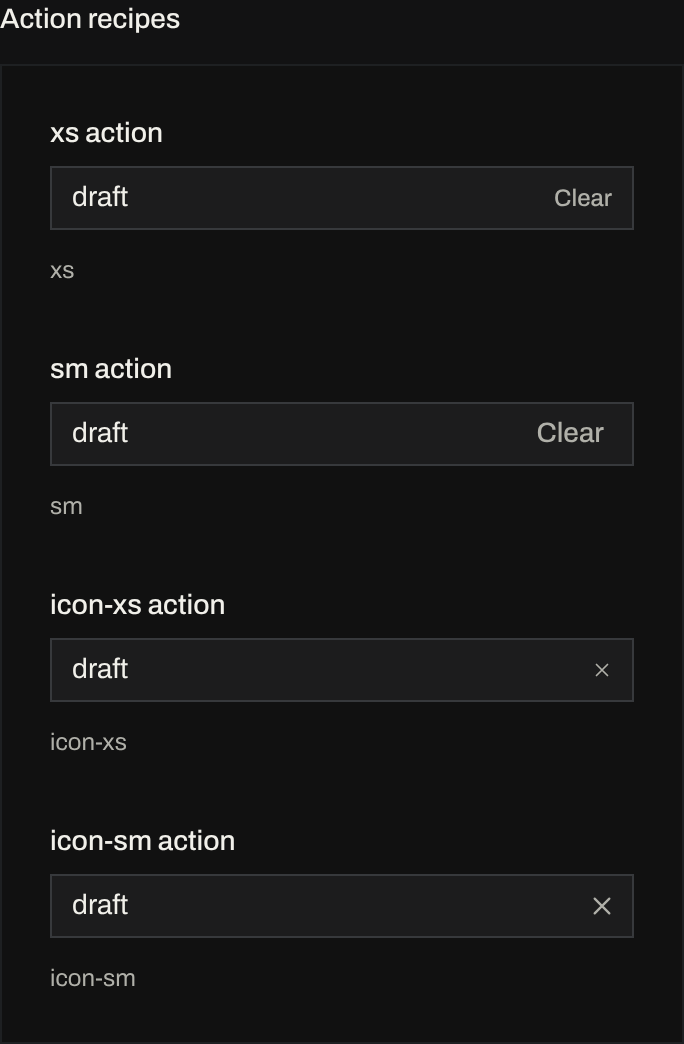 Action recipes
xs action
draft Clear
xs
sm action
draft Clear
sm
icon-xs action
draft
icon-xs
icon-sm action
draft
icon-sm